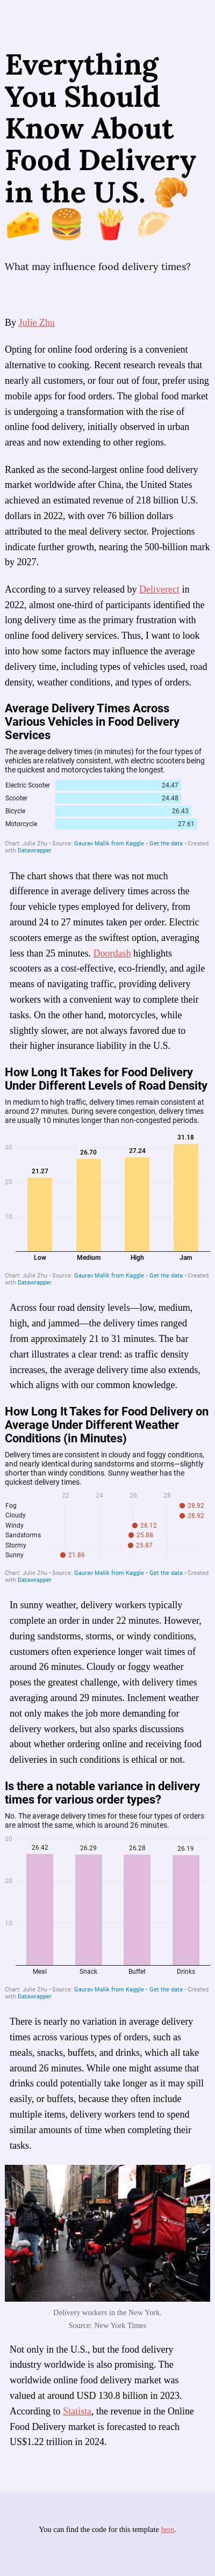 Everything
You Should
Know About
Food Delivery
in the U.S. 🥐
🧀 🍔 🍟 🥟
What may influence food delivery times?
By Julie Zhu
Opting for online food ordering is a convenient
alternative to cooking. Recent research reveals that
nearly all customers, or four out of four, prefer using
mobile apps for food orders. The global food market
is undergoing a transformation with the rise of
online food delivery, initially observed in urban
areas and now extending to other regions.
Ranked as the second-largest online food delivery
market worldwide after China, the United States
achieved an estimated revenue of 218 billion U.S.
dollars in 2022, with over 76 billion dollars
attributed to the meal delivery sector. Projections
indicate further growth, nearing the 500-billion mark
by 2027.
According to a survey released by Deliverect in
2022, almost one-third of participants identified the
long delivery time as the primary frustration with
online food delivery services. Thus, I want to look
into how some factors may influence the average
delivery time, including types of vehicles used, road
density, weather conditions, and types of orders.
Average Delivery Times Across
Various Vehicles in Food Delivery
Services
The average delivery time (in minutes) for the four types of
vehicles are relatively consistent, with electric scooters being
the quickest and motorcycles taking the longest.
Electric Scooter 24.47
Scooter 24.48
Bicycle 26.43
Motorcycle 27.61
Chart: Julie Zhu • Source: Gaurav Malik from Kaggle • Created
with Datawrapper
The chart shows that there was not much
difference in average delivery times across the
four vehicle types employed for delivery, from
around 24 to 27 minutes taken per order. Electric
scooters emerge as the swiftest option, averaging
less than 25 minutes. Doordash highlights
scooters as a cost-effective, eco-friendly, and agile
means of navigating traffic, providing delivery
workers with a convenient way to complete their
tasks. On the other hand, motorcycles, while
slightly slower, are not always favored due to
their higher insurance liability in the U.S.
How Long It Takes for Food Delivery
Under Different Levels of Road Density
In medium to high traffic, delivery times remain consistent at
around 27 minutes. During severe congestion, delivery times
are usually 10 minutes longer than non-congested periods.
30
20
10
21.27 26.70 27.24 31.18
Low Medium High Jam
Chart: Julie Zhu • Source: Gaurav Malik from Kaggle • Get the data • Created
with Datawrapper
Across four road density levels—low, medium,
high, and jammed—the delivery times ranged
from approximately 21 to 31 minutes. The bar
chart illustrates a clear trend: as traffic density
increases, the average delivery time also extends,
which aligns with our common knowledge.
How Long It Takes for Food Delivery on
Average Under Different Weather
Conditions (in Minutes)
Delivery times are consistent in cloudy and foggy conditions,
and nearly identical during sandstorms and storms—slightly
shorter than windy conditions. Sunny weather has the
quickest delivery times.
22 24 26 28
Fog 28.92
Cloudy 28.92
Windy 26.12
Sandstorms 25.88
Stormy 25.87
Sunny 21.86
Chart: Julie Zhu • Source: Gaurav Malik from Kaggle • Get the data • Created
with Datawrapper
In sunny weather, delivery workers typically
complete an order in under 22 minutes. However,
during sandstorms, storms, or windy conditions,
customers often experience longer wait times of
around 26 minutes. Cloudy or foggy weather
poses the greatest challenge, with delivery times
averaging around 29 minutes. Inclement weather
not only makes the job more demanding for
delivery workers, but also sparks discussions
about whether ordering online and receiving food
deliveries in such conditions is ethical or not.
Is there a notable variance in delivery
times for various order types?
No. The average delivery times for these four types of orders
are almost the same, which is around 26 minutes.
30
20
10
26.42 26.29 26.28 26.19
Meal Snack Buffet Drinks
Chart: Julie Zhu • Source: Gaurav Malik from Kaggle • Get the data • Created
with Datawrapper
There is nearly no variation in average delivery
times across various types of orders, such as
meals, snacks, buffets, and drinks, which all take
around 26 minutes. While one might assume that
drinks could potentially take longer as it may spill
easily, or buffets, because they often include
multiple items, delivery workers tend to spend
similar amounts of time when completing their
tasks.
Delivery workers in the New York.
Source: New York Times
Not only in the U.S., but the food delivery
industry worldwide is also promising. The
worldwide online food delivery market was
valued at around USD 130.8 billion in 2023.
According to Statista, the revenue in the Online
Food Delivery market is forecasted to reach
US$1.22 trillion in 2024.
You can find the code for this template here.